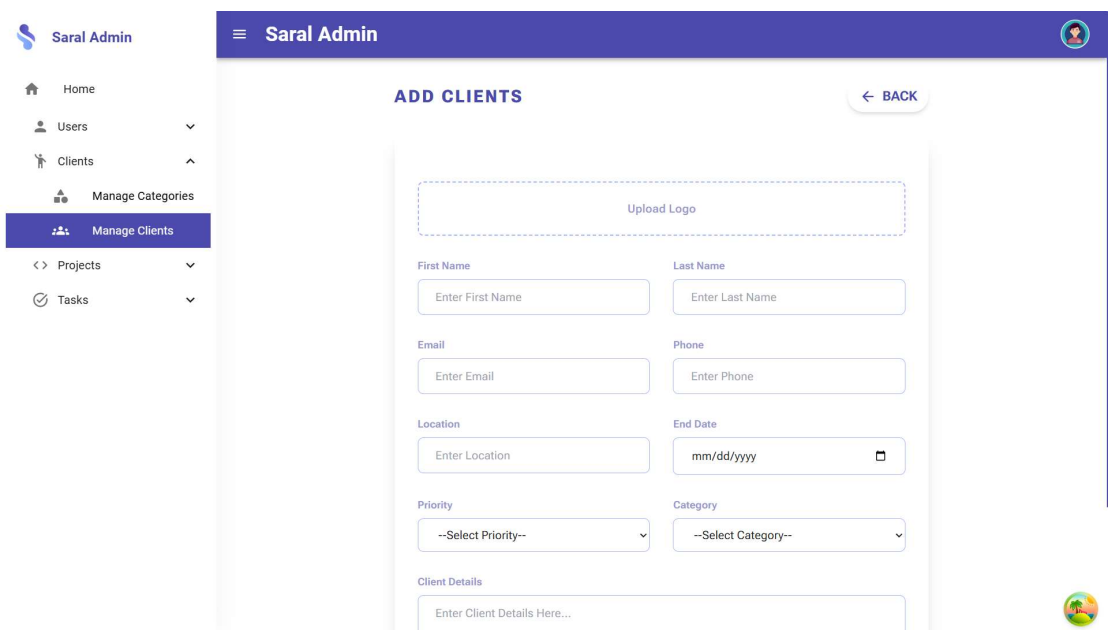 Saral Admin
Saral Admin
Home
Users
Clients
Manage Categories
Manage Clients
Projects
Tasks
ADD CLIENTS
BACK
Upload Logo
First Name
Last Name
Enter First Name
Enter Last Name
Email
Phone
Enter Email
Enter Phone
Location
End Date
Enter Location
mm/dd/yyyy
Priority
Category
--Select Priority--
--Select Category--
Client Details
Enter Client Details Here...